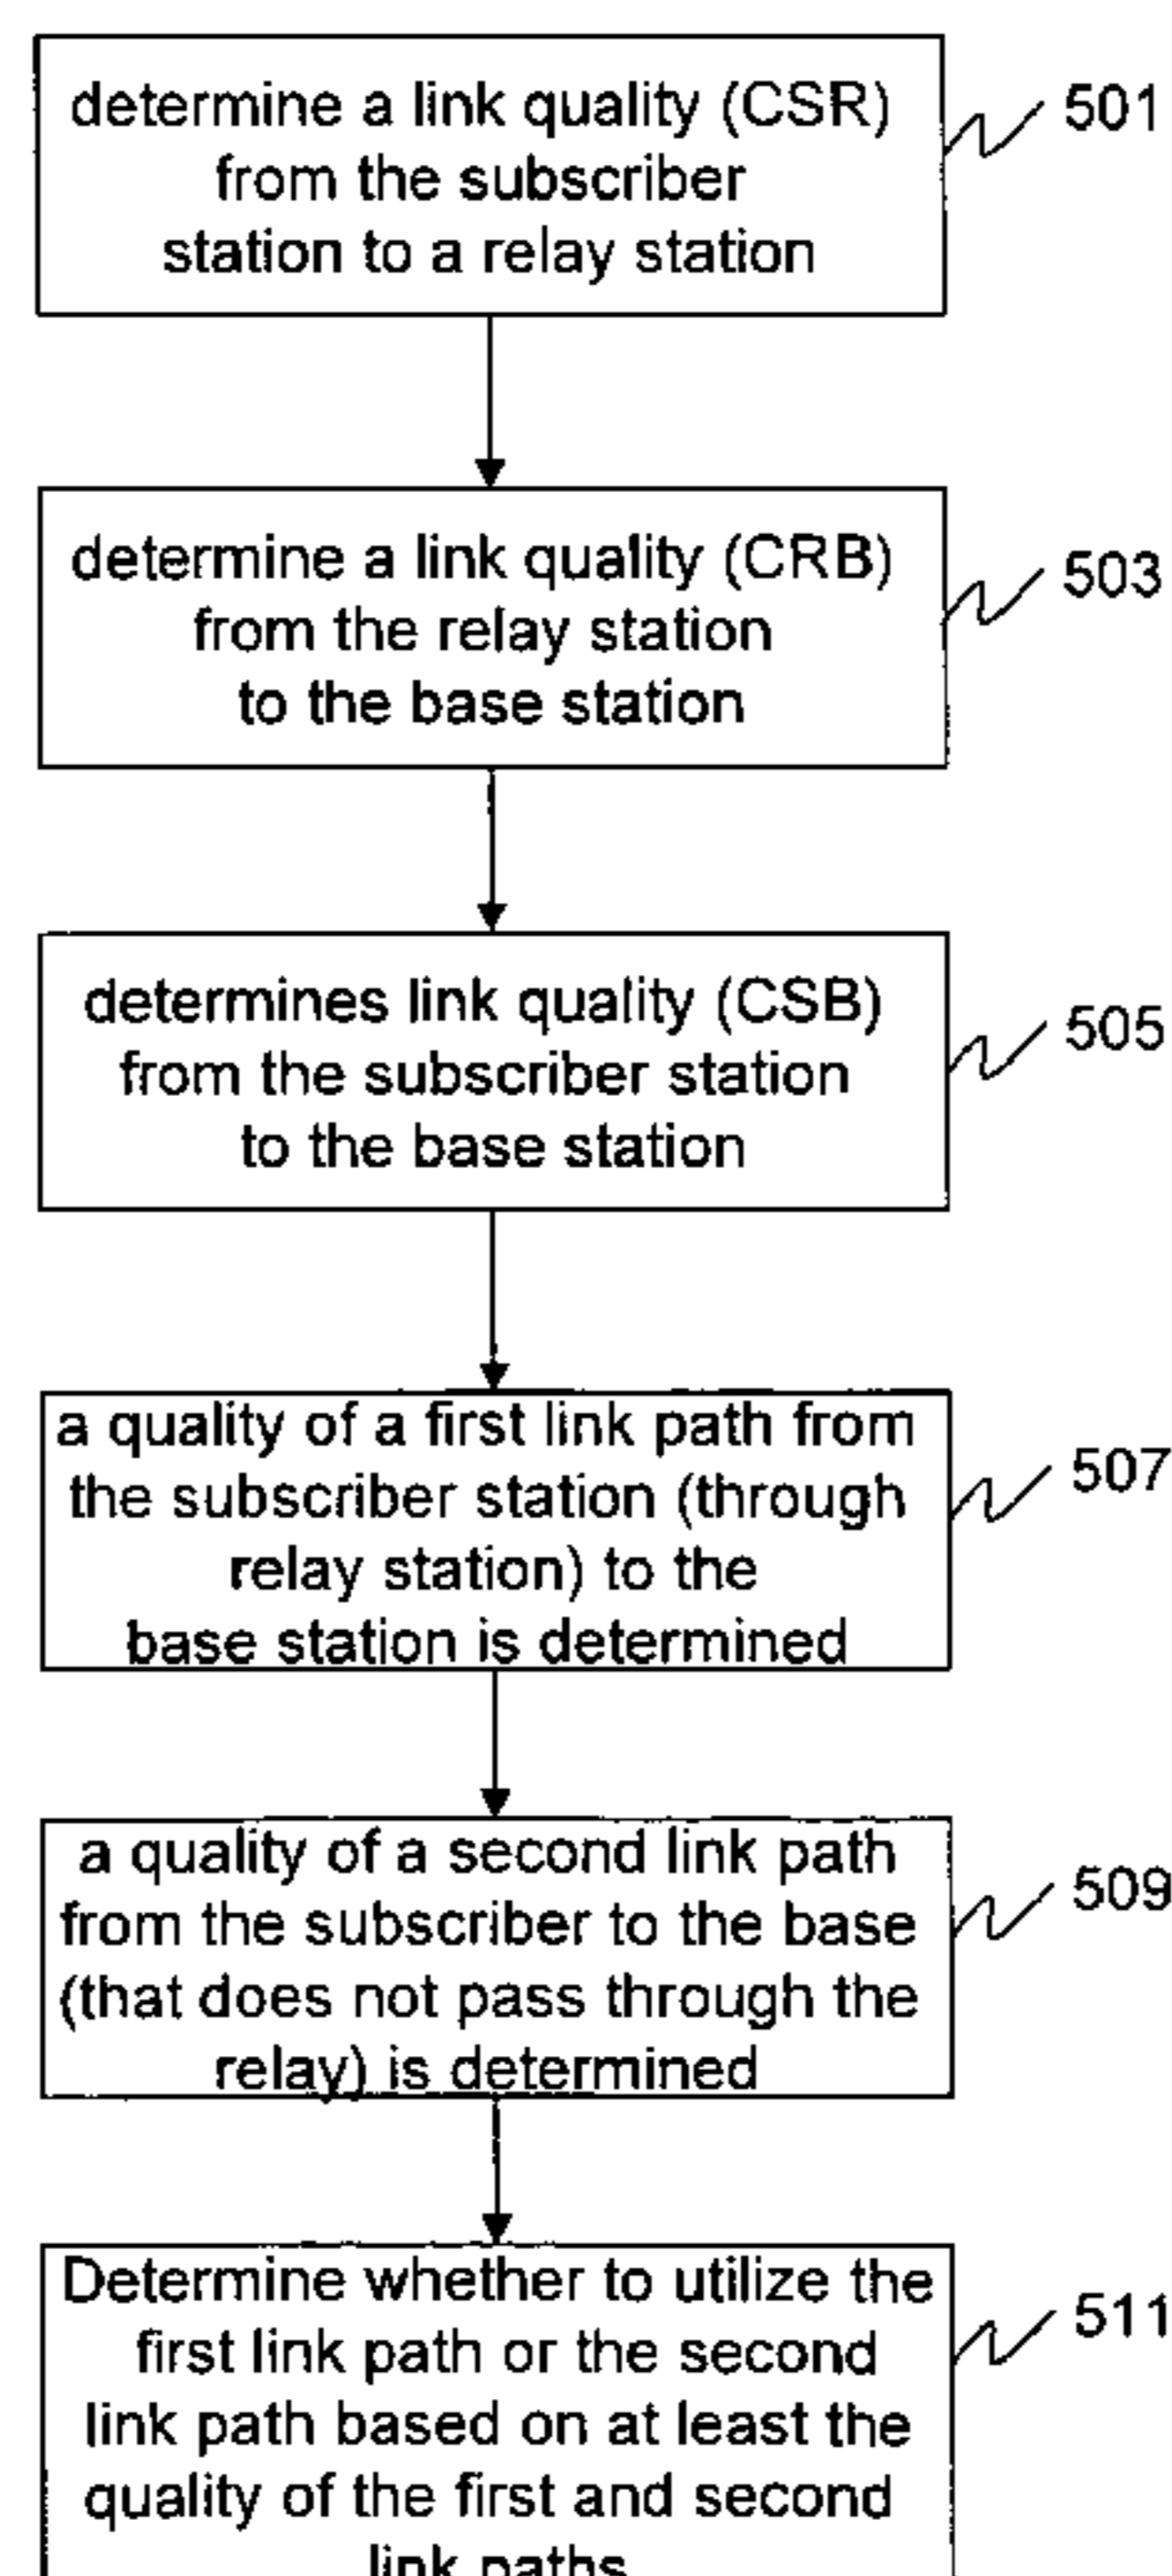 determine a link quality (CSR)
from the subscriber
station to a relay station
501
determine a link quality (CRB)
from the relay station
to the base station
503
determines link quality (CSB)
from the subscriber station
to the base station
505
a quality of a first link path from
the subscriber station (through
relay station) to the
base station is determined
507
a quality of a second link path
from the subscriber to the base
(that does not pass through the
relay) is determined
509
Determine whether to utilize the
first link path or the second
link path based on at least the
quality of the first and second
link paths
511